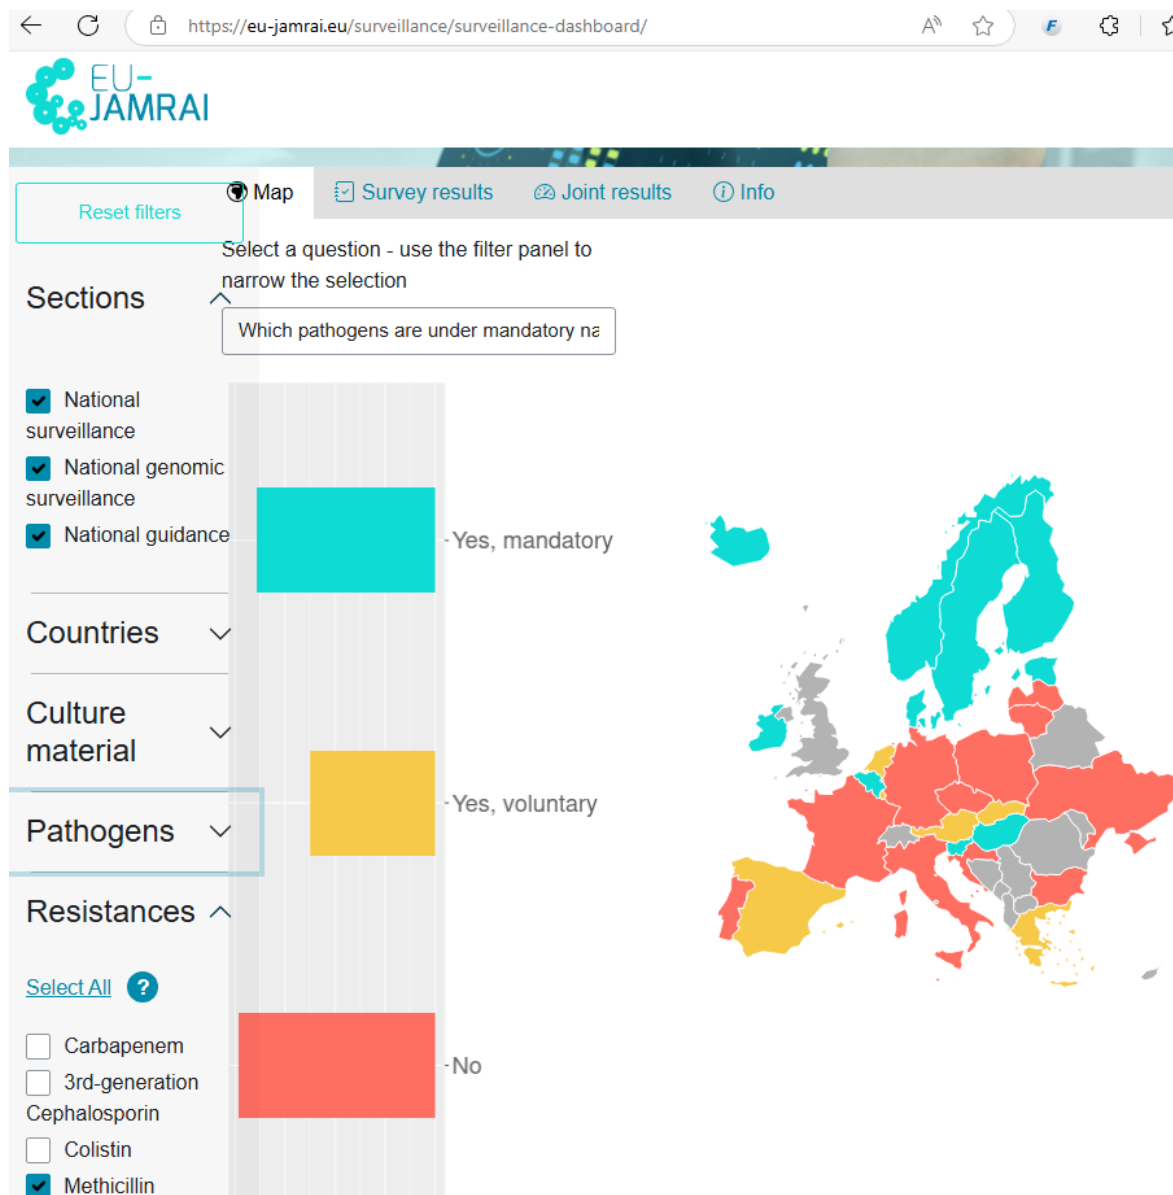 https://eu-jamrai.eu/surveillance/surveillance-dashboard/
EU-
JAMRAI
Reset filters
Map
Survey results
Joint results
Info
Select a question - use the filter panel to
narrow the selection
Which pathogens are under mandatory na
Sections
National
surveillance
National genomic
surveillance
National guidance
Countries
Culture
material
Pathogens
Resistances
Select All ?
Carbapenem
3rd-generation
Cephalosporin
Colistin
Methicillin
Yes, mandatory
Yes, voluntary
No